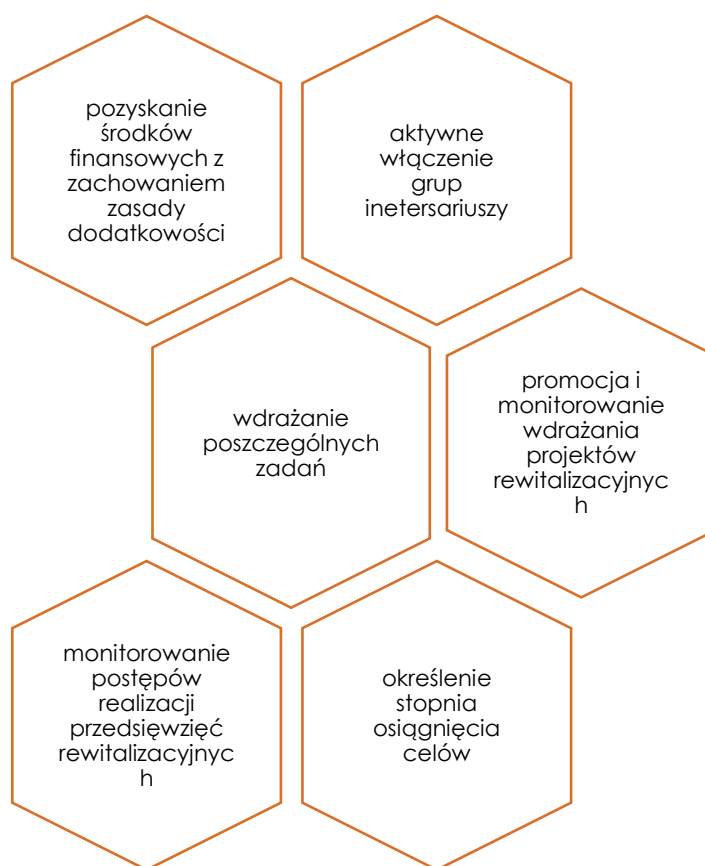 pozyskanie
środków
finansowych z
zachowaniem
zasady
dodatkowości
aktywne
włączenie
grup
inetersariuszy
wdrażanie
poszczególnych
zadań
promocja i
monitorowanie
wdrażania
projektów
rewitalizacyjnyc
h
monitorowanie
postępów
realizacji
przedsięwzięć
rewitalizacyjnyc
h
określenie
stopnia
osiągnięcia
celów